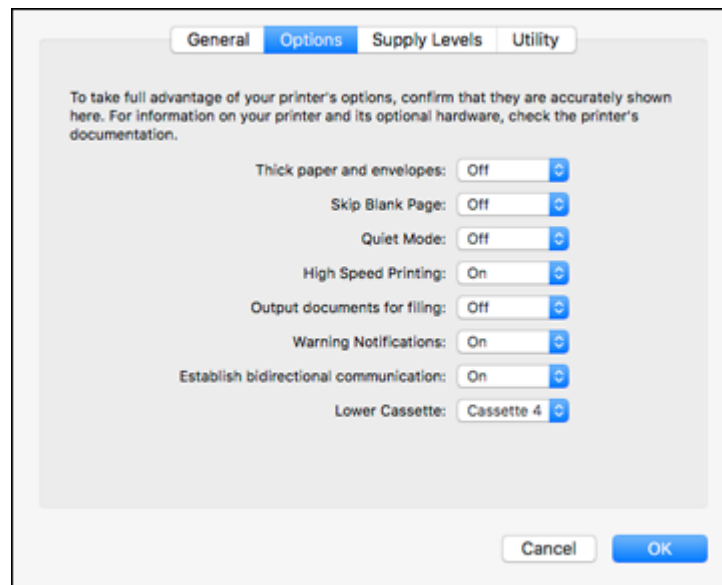 General Options Supply Levels Utility
To take full advantage of your printer's options, confirm that they are accurately shown
here. For information on your printer and its optional hardware, check the printer's
documentation.
Thick paper and envelopes: Off
Skip Blank Page: Off
Quiet Mode: Off
High Speed Printing: On
Output documents for filing: Off
Warning Notifications: On
Establish bidirectional communication: On
Lower Cassette: Cassette 4
Cancel OK